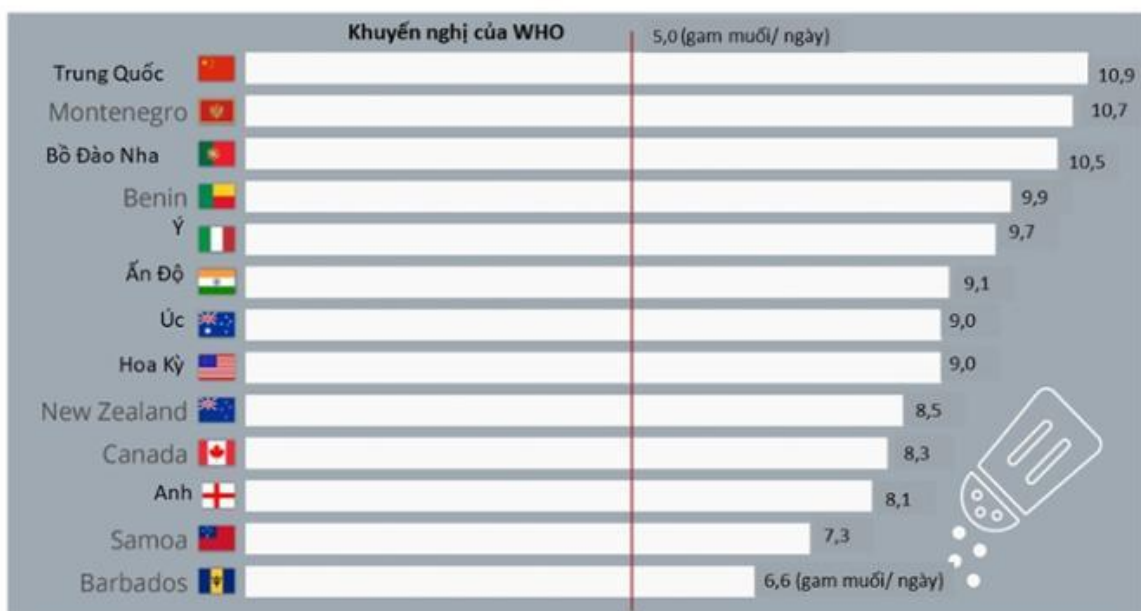 Khuyến nghị của WHO 5,0 (gam muối/ ngày)
Trung Quốc 10,9
Montenegro 10,7
Bồ Đào Nha 10,5
Benin 9,9
Ý 9,7
Ấn Độ 9,1
Úc 9,0
Hoa Kỳ 9,0
New Zealand 8,5
Canada 8,3
Anh 8,1
Samoa 7,3
Barbados 6,6 (gam muối/ ngày)